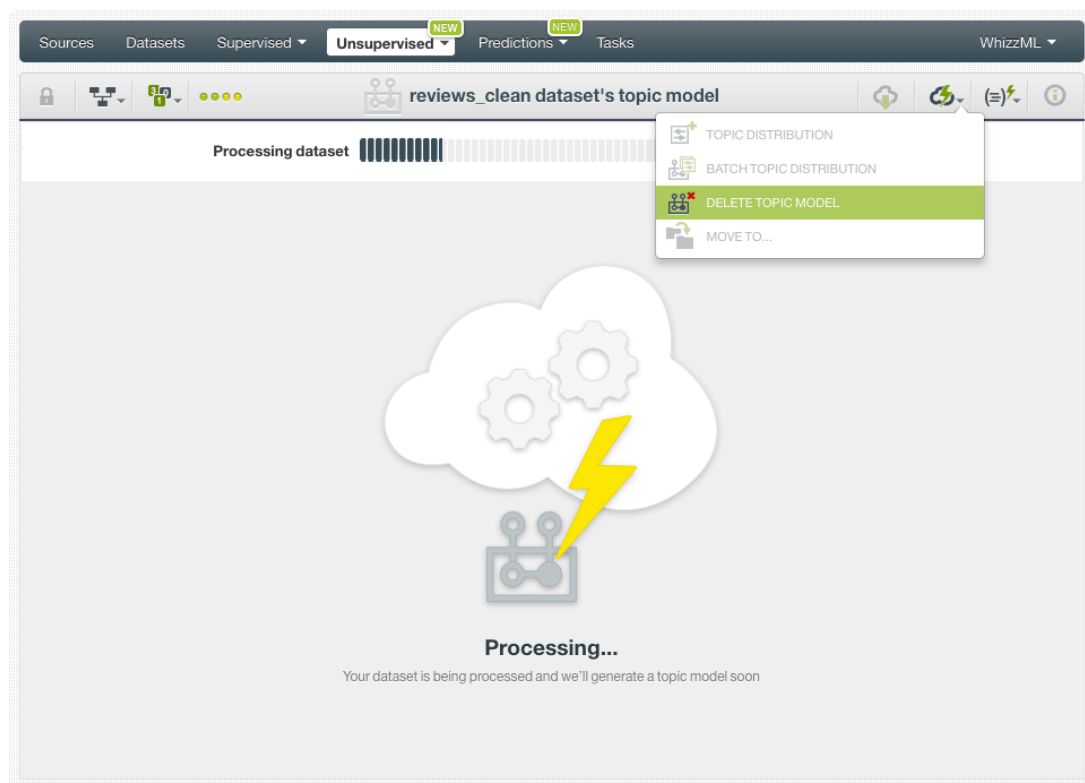 NEW NEW
Sources Datasets Supervised Unsupervised Predictions Tasks WhizzML
reviews_clean dataset's topic model
Processing dataset
TOPIC DISTRIBUTION
BATCH TOPIC DISTRIBUTION
DELETE TOPIC MODEL
MOVE TO...
Processing...
Your dataset is being processed and we'll generate a topic model soon